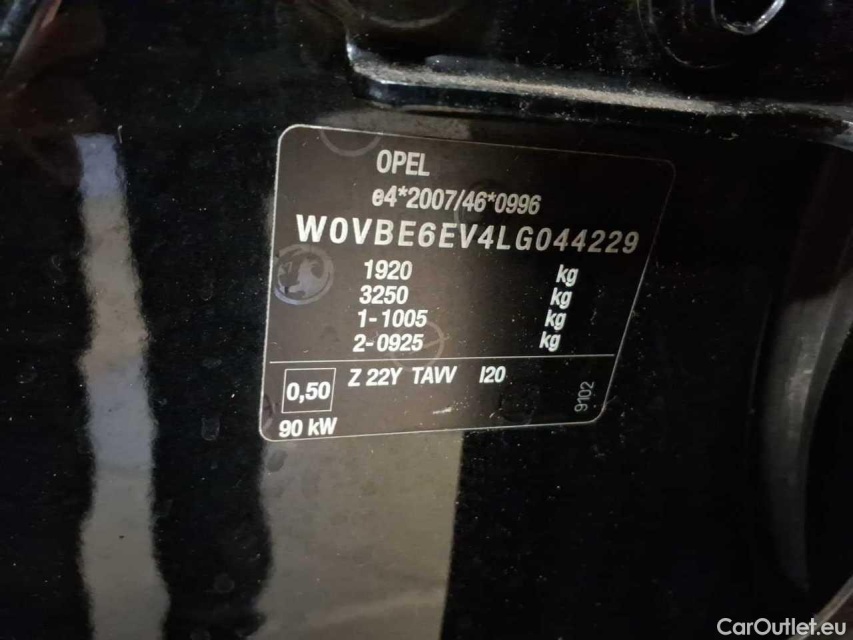 OPEL
e4*2007/46*0996
W0VBE6EV4LG044229
1920 kg
3250 kg
1-1005 kg
2-0925 kg
0,50 Z 22Y TAVV I20
90 kW
9102
CarOutlet.eu